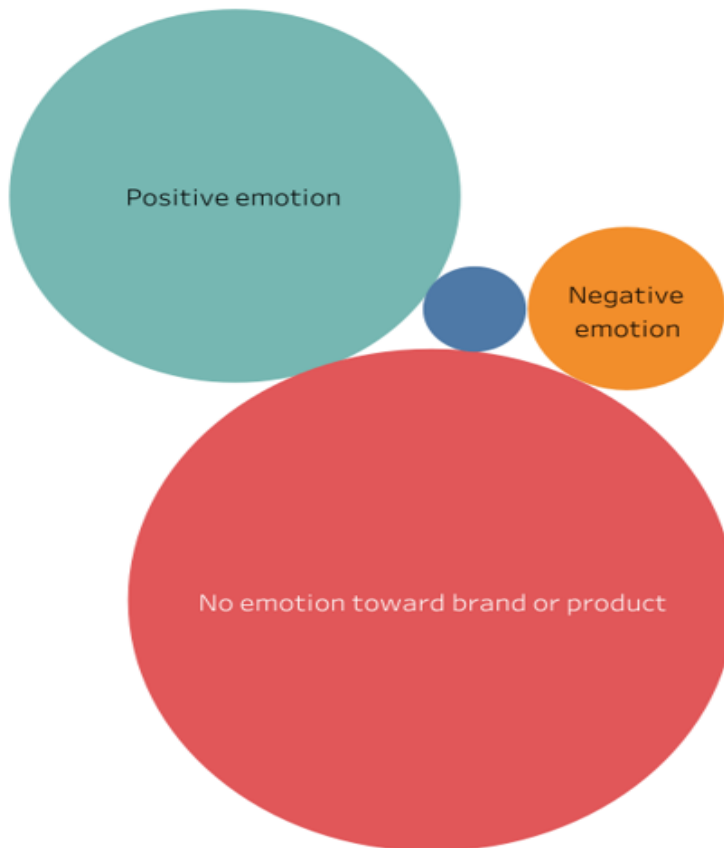 Positive emotion
Negative
emotion
No emotion toward brand or product